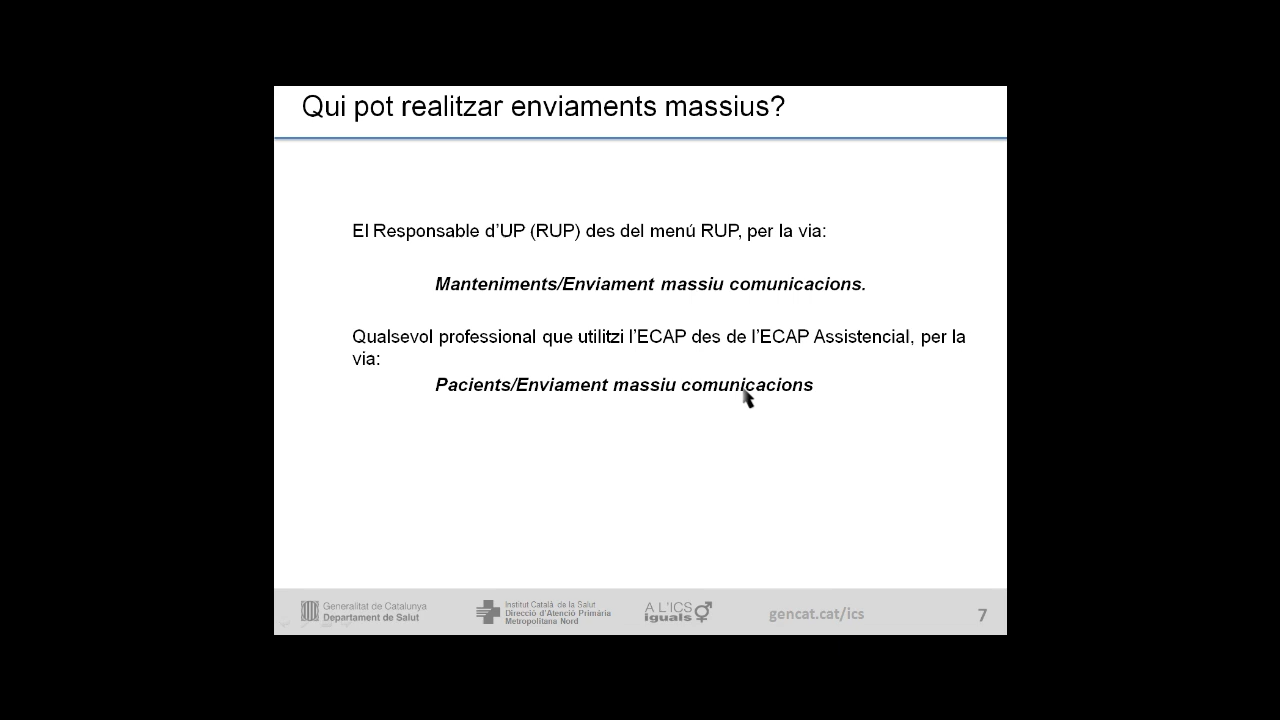 Qui pot realitzar enviaments massius?
El Responsable d'UP (RUP) des del menú RUP, per la via:
Manteniments/Enviament massiu comunicacions.
Qualsevol professional que utilitzi l'ECAP des de l'ECAP Assistencial, per la
via:
Pacients/Enviament massiu comunicacions
Generalitat de Catalunya
Departament de Salut
Institut Català de la Salut
Direcció d'Atenció Primària
Metropolitana Nord
A L'ICS
iguals
gencat.cat/ics
7